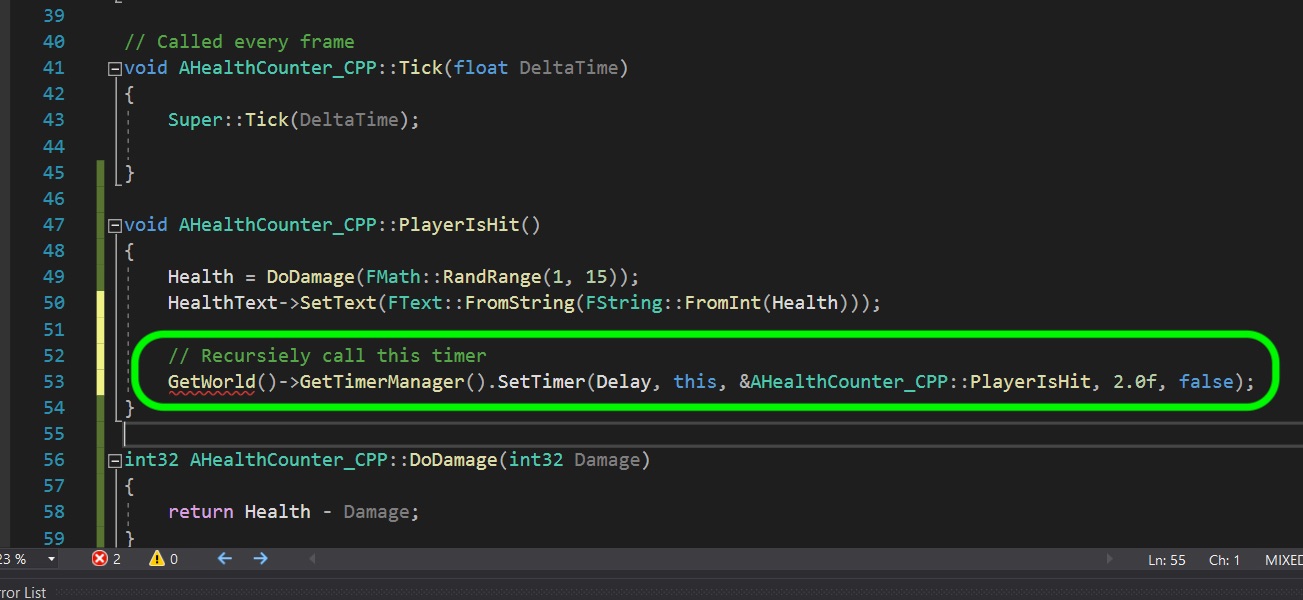 39
40 // Called every frame
41 void AHealthCounter_CPP::Tick(float DeltaTime)
42 {
43 Super::Tick(DeltaTime);
44
45 }
46
47 void AHealthCounter_CPP::PlayerIsHit()
48 {
49 Health = DoDamage(FMath::RandRange(1, 15));
50 HealthText->SetText(FText::FromString(FString::FromInt(Health)));
51
52 // Recursiely call this timer
53 GetWorld()->GetTimerManager().SetTimer(Delay, this, &AHealthCounter_CPP::PlayerIsHit, 2.0f, false);
54 }
55
56 int32 AHealthCounter_CPP::DoDamage(int32 Damage)
57 {
58 return Health - Damage;
59 }
23 % 2 0 Ln: 55 Ch: 1 MIXED
ror List